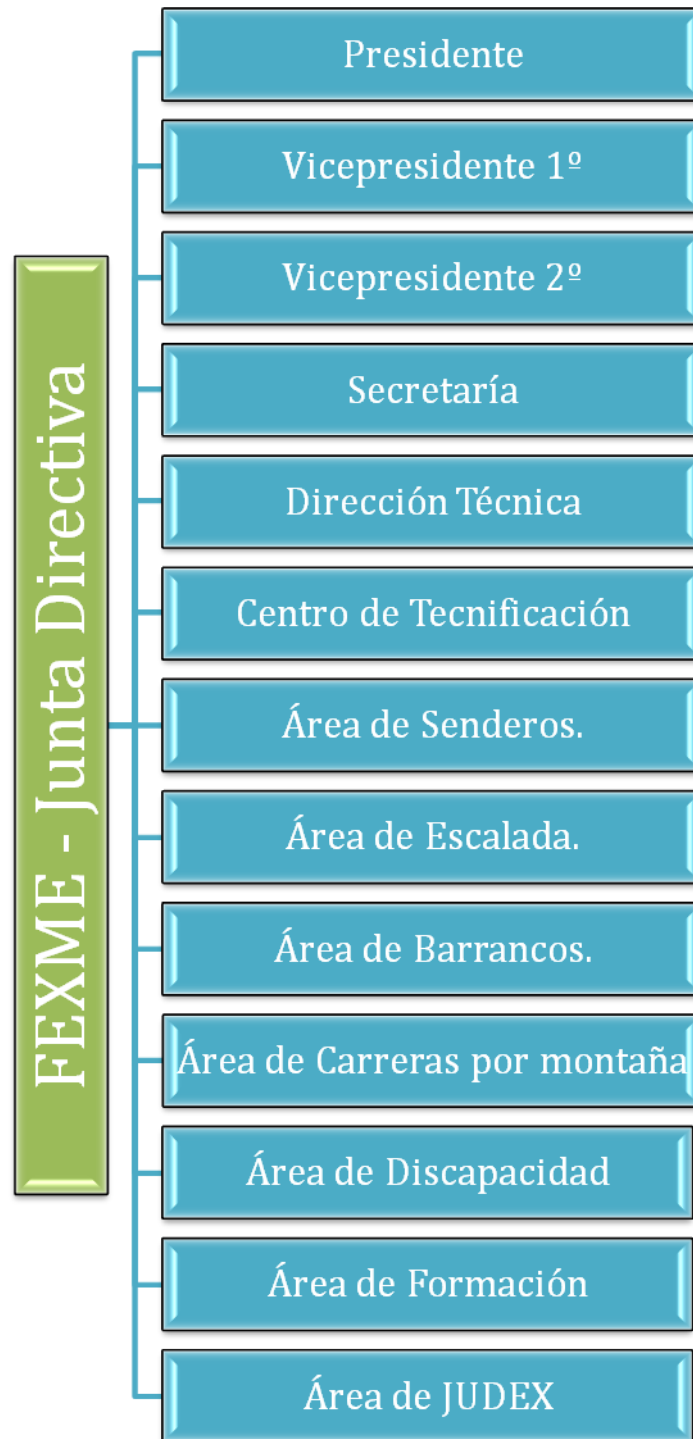 FEXME - Junta Directiva
Presidente
Vicepresidente 1º
Vicepresidente 2º
Secretaría
Dirección Técnica
Centro de Tecnificación
Área de Senderos.
Área de Escalada.
Área de Barrancos.
Área de Carreras por montaña
Área de Discapacidad
Área de Formación
Área de JUDEX